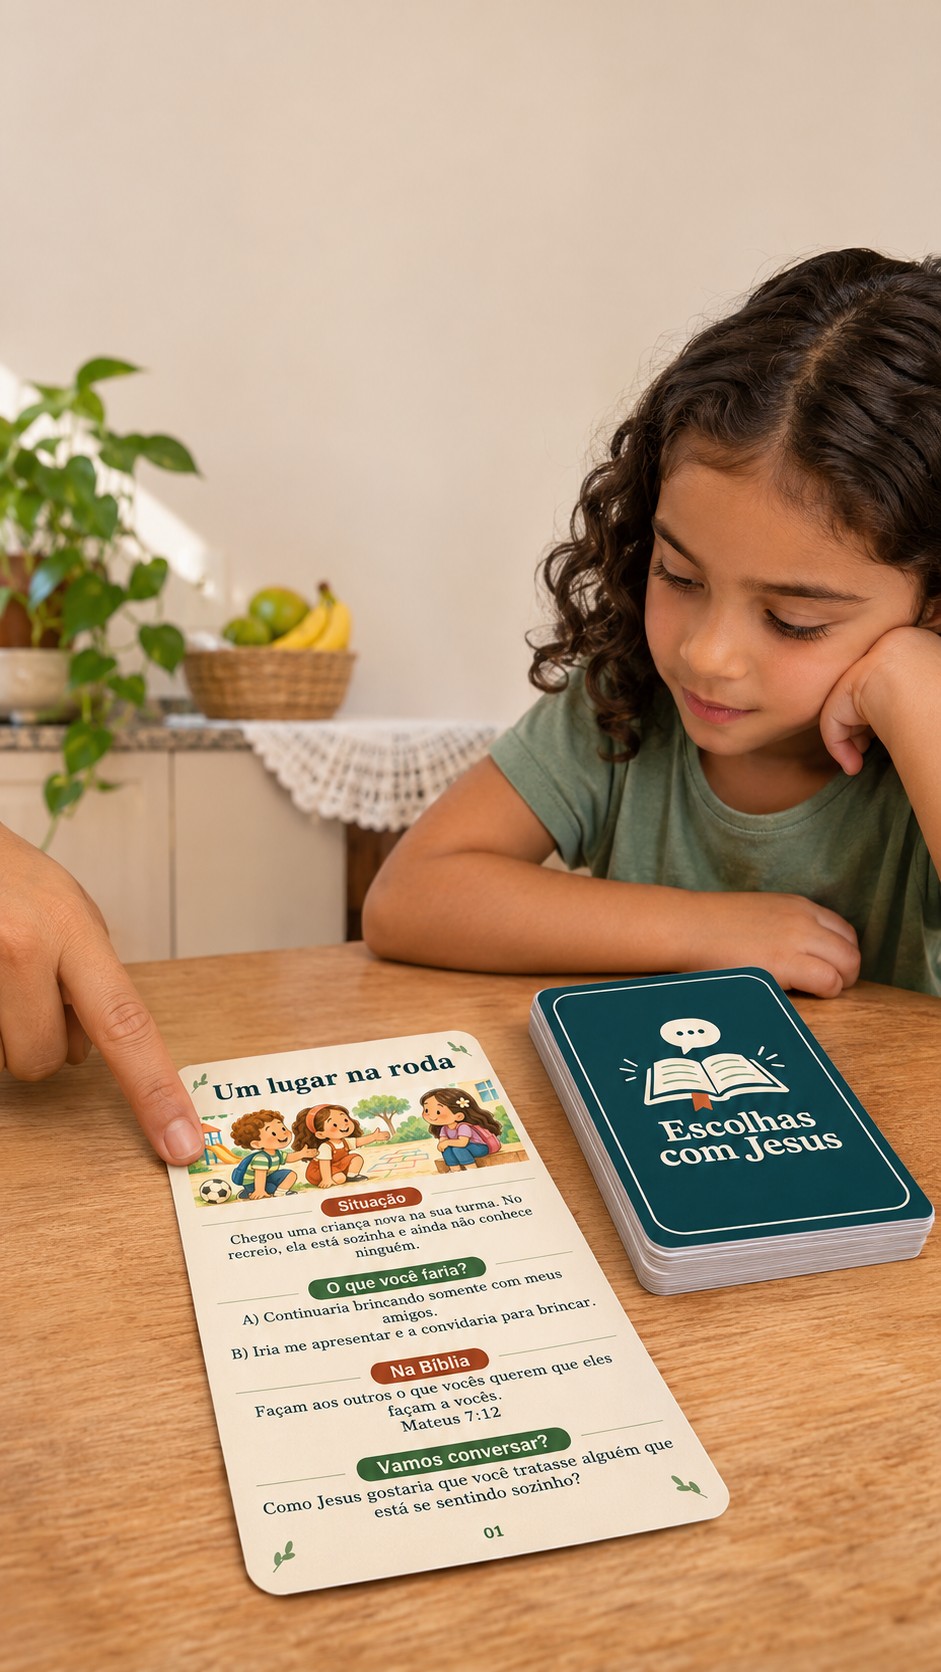 Um lugar na roda
Situação
Chegou uma criança nova na sua turma. No
recreio, ela está sozinha e ainda não conhece
ninguém.
O que você faria?
A) Continuaria brincando somente com meus
amigos.
B) Iria me apresentar e a convidaria para brincar.
Na Bíblia
Façam aos outros o que vocês querem que eles
façam a vocês.
Mateus 7:12
Vamos conversar?
Como Jesus gostaria que você tratasse alguém que
está se sentindo sozinho?
01
Escolhas
com Jesus